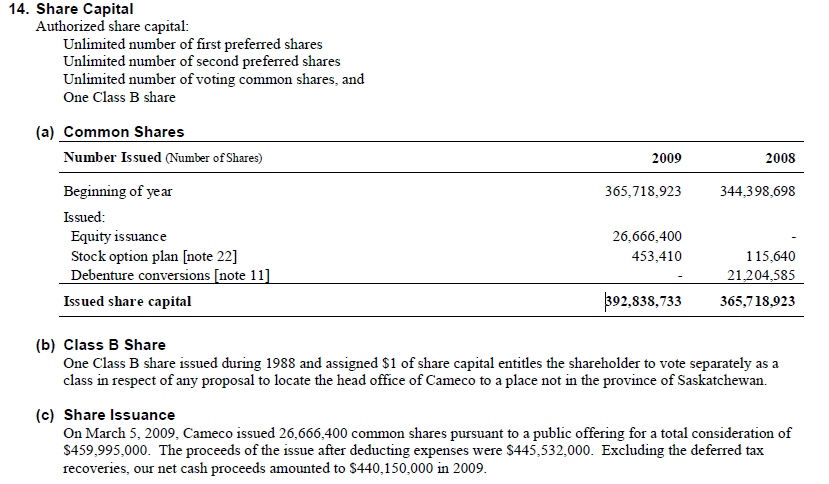 14. Share Capital
Authorized share capital:
Unlimited number of first preferred shares
Unlimited number of second preferred shares
Unlimited number of voting common shares, and
One Class B share
(a) Common Shares
Number Issued (Number of Shares) 2009 2008
Beginning of year 365,718,923 344,398,698
Issued:
Equity issuance 26,666,400 -
Stock option plan [note 22] 453,410 115,640
Debenture conversions [note 11] - 21,204,585
Issued share capital 392,838,733 365,718,923
(b) Class B Share
One Class B share issued during 1988 and assigned $1 of share capital entitles the shareholder to vote separately as a
class in respect of any proposal to locate the head office of Cameco to a place not in the province of Saskatchewan.
(c) Share Issuance
On March 5, 2009, Cameco issued 26,666,400 common shares pursuant to a public offering for a total consideration of
$459,995,000. The proceeds of the issue after deducting expenses were $445,532,000. Excluding the deferred tax
recoveries, our net cash proceeds amounted to $440,150,000 in 2009.